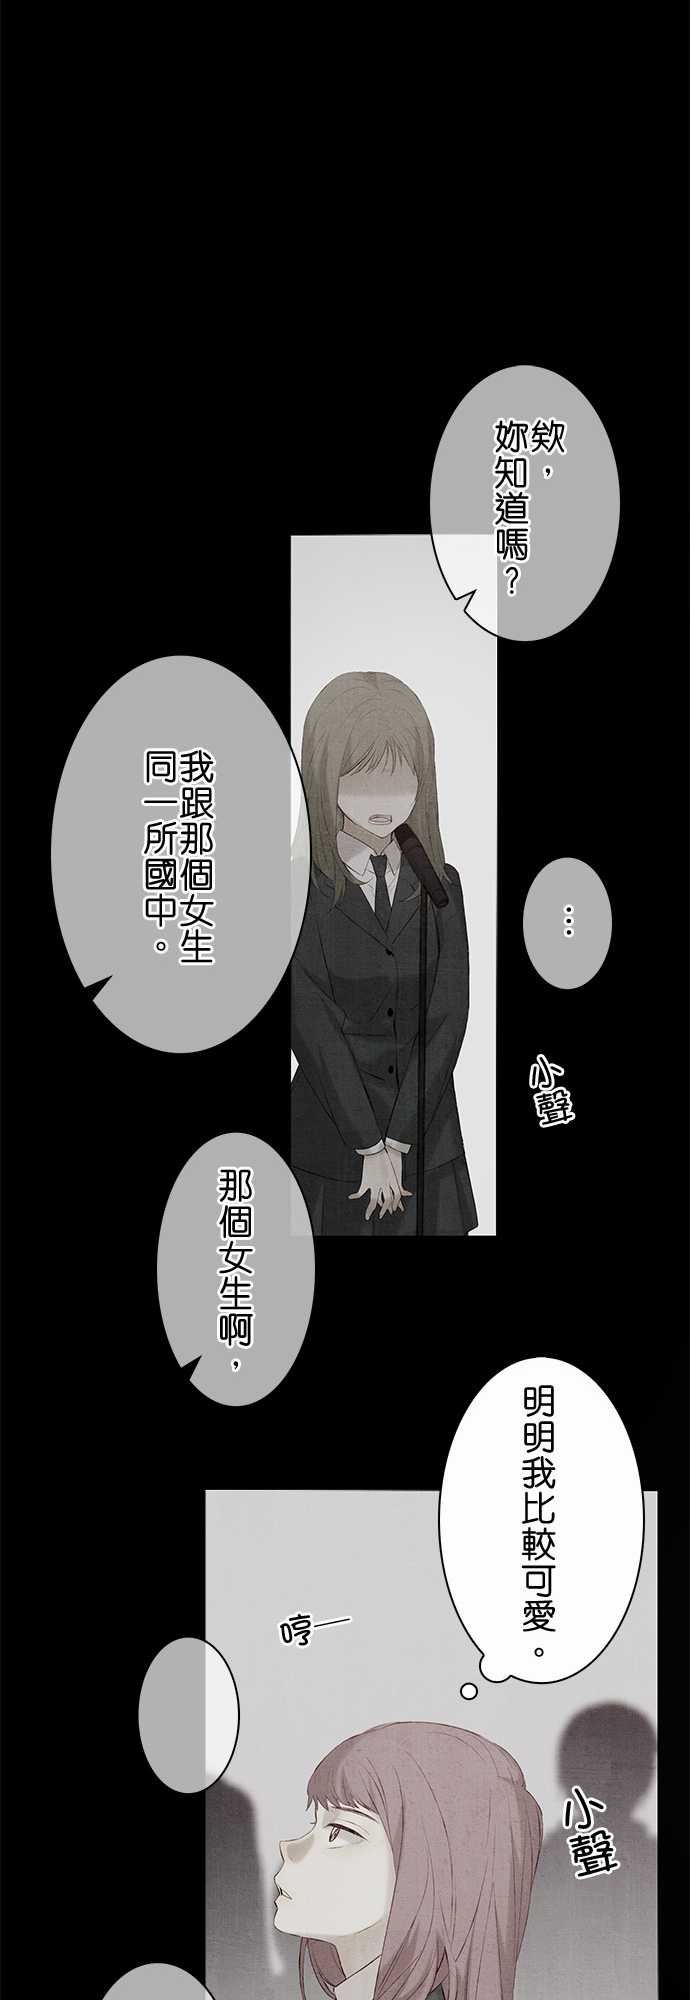 欸，
妳知道嗎？
我跟那個女生
同一所國中。
…
小聲
那個女生啊，
明明我比較可愛。
哼──
小聲